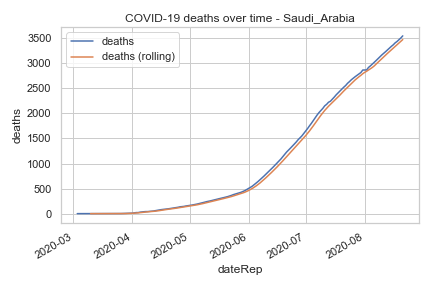 COVID-19 deaths over time - Saudi_Arabia
deaths
deaths (rolling)
3500
3000
2500
2000
1500
1000
500
0
deaths
2020-03
2020-04
2020-05
2020-06
2020-07
2020-08
dateRep